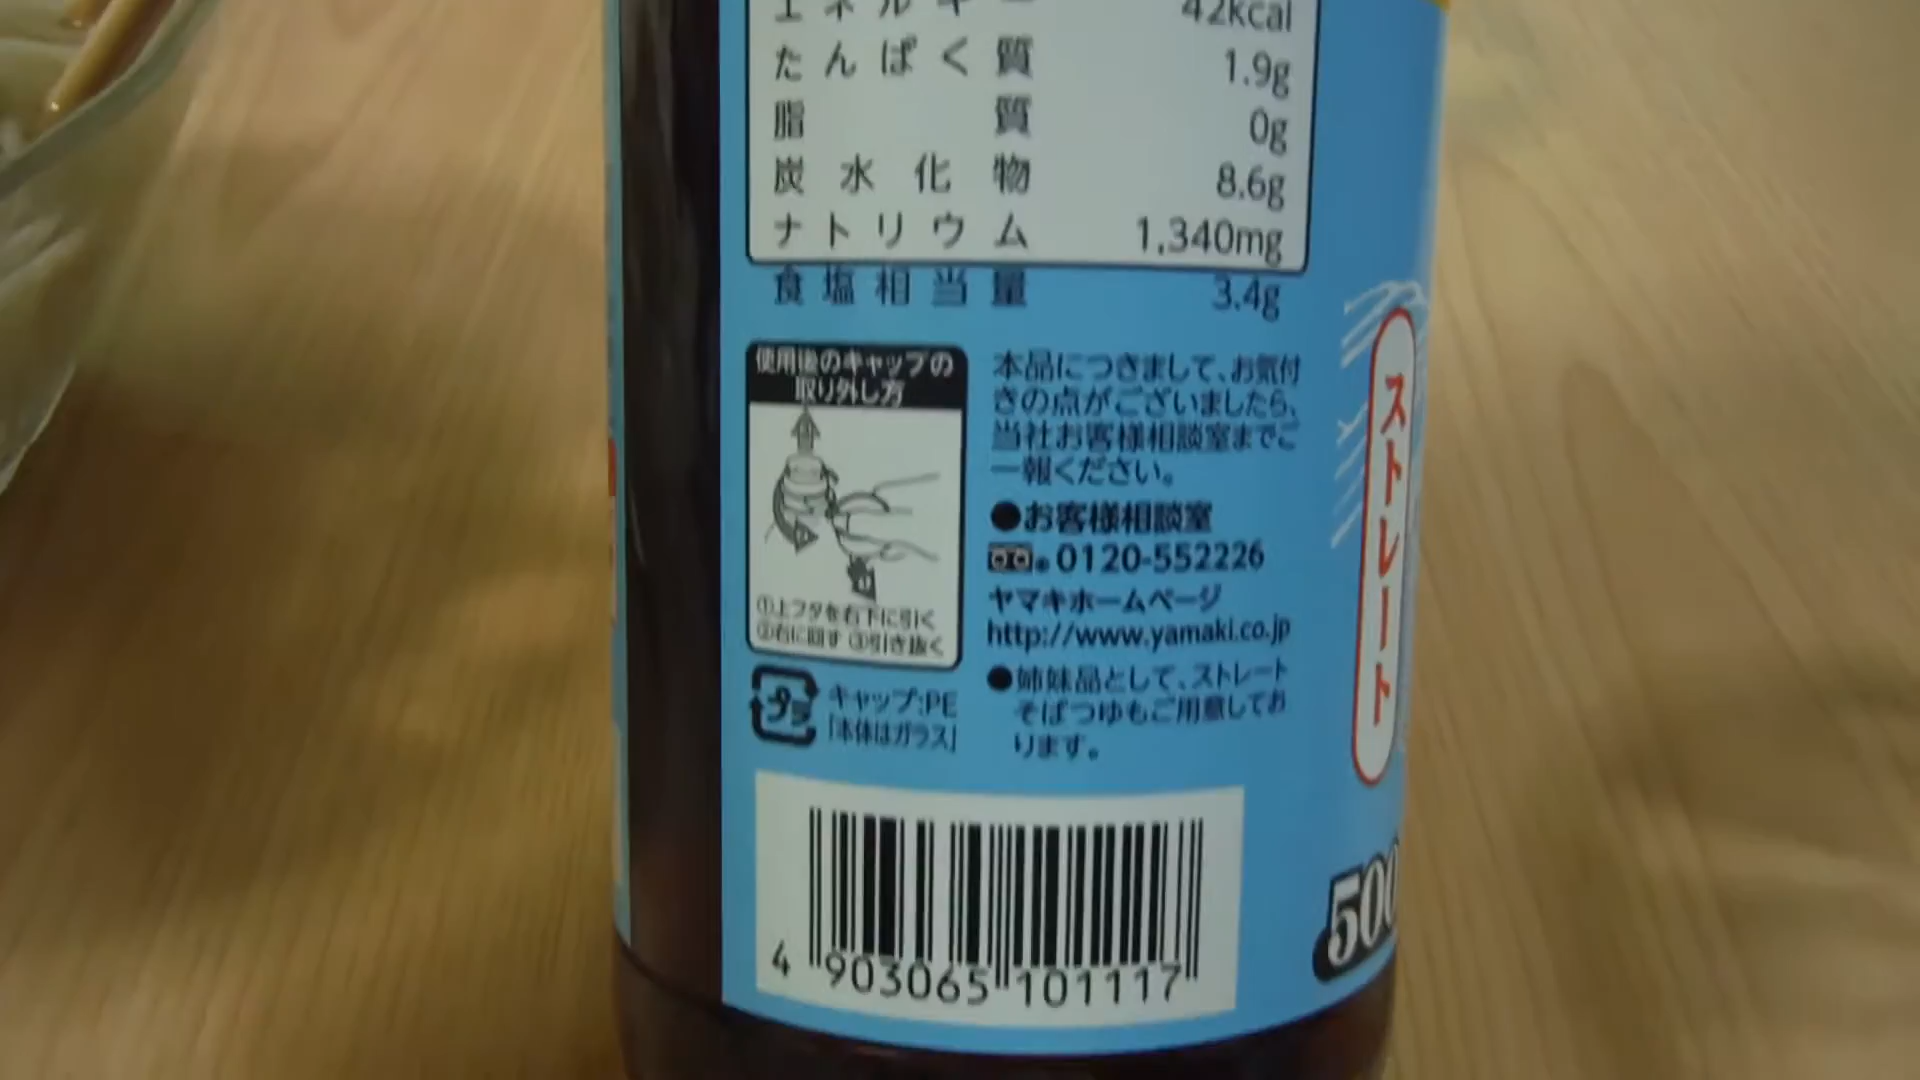 エネルギー 42kcal
たんぱく質 1.9g
脂質 0g
炭水化物 8.6g
ナトリウム 1,340mg
食塩相当量 3.4g
使用後のキャップの
取り外し方
①上フタを右下に引く
②右に回す ③引き抜く
プラ
キャップ:PE
「本体はガラス」
本品につきまして、お気付
きの点がございましたら、
当社お客様相談室までご
一報ください。
●お客様相談室
0120-552226
ヤマキホームページ
http://www.yamaki.co.jp
●姉妹品として、ストレート
そばつゆもご用意してお
ります。
4 903065 101117
ストレート
500